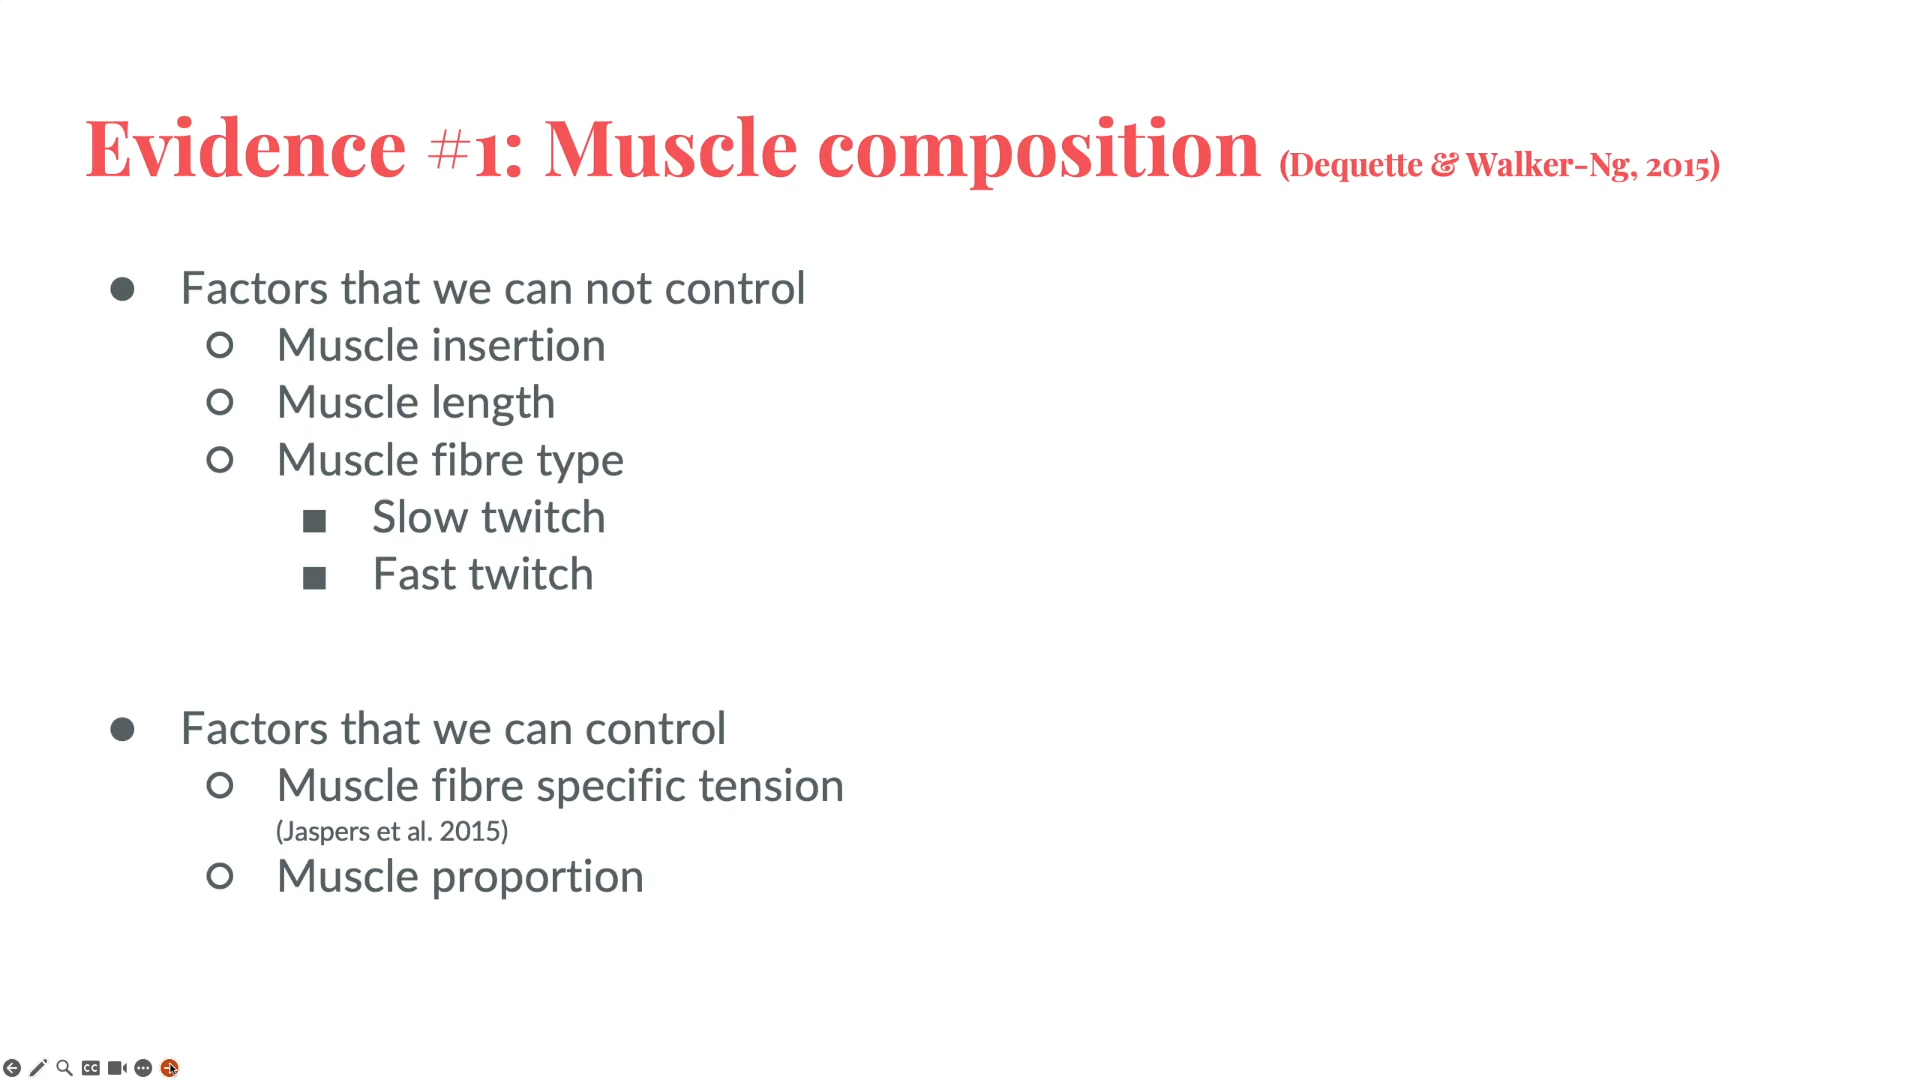 Evidence #1: Muscle composition (Dequette & Walker-Ng, 2015)
● Factors that we can not control
○ Muscle insertion
○ Muscle length
○ Muscle fibre type
■ Slow twitch
■ Fast twitch
● Factors that we can control
○ Muscle fibre specific tension
(Jaspers et al. 2015)
○ Muscle proportion
CC